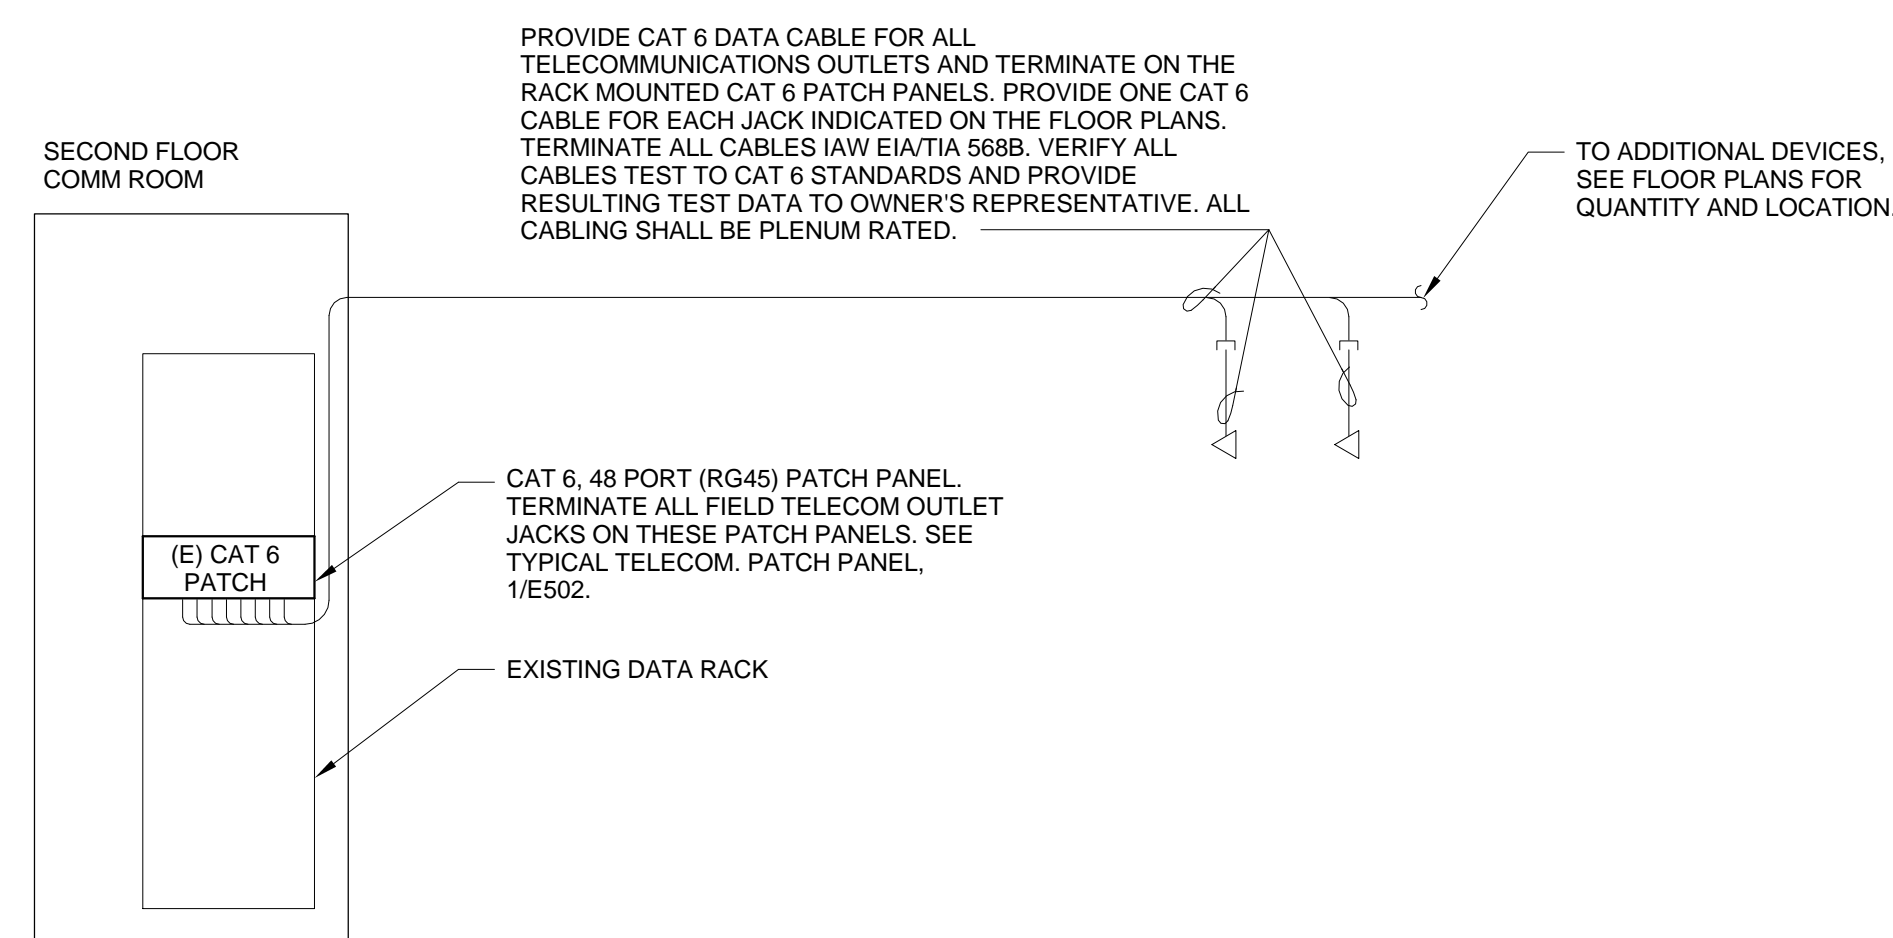 PROVIDE CAT 6 DATA CABLE FOR ALL
TELECOMMUNICATIONS OUTLETS AND TERMINATE ON THE
RACK MOUNTED CAT 6 PATCH PANELS. PROVIDE ONE CAT 6
CABLE FOR EACH JACK INDICATED ON THE FLOOR PLANS.
TERMINATE ALL CABLES IAW EIA/TIA 568B. VERIFY ALL
CABLES TEST TO CAT 6 STANDARDS AND PROVIDE
RESULTING TEST DATA TO OWNER'S REPRESENTATIVE. ALL
CABLING SHALL BE PLENUM RATED.
SECOND FLOOR
COMM ROOM
TO ADDITIONAL DEVICES,
SEE FLOOR PLANS FOR
QUANTITY AND LOCATION.
CAT 6, 48 PORT (RG45) PATCH PANEL.
TERMINATE ALL FIELD TELECOM OUTLET
JACKS ON THESE PATCH PANELS. SEE
TYPICAL TELECOM. PATCH PANEL,
1/E502.
(E) CAT 6
PATCH
EXISTING DATA RACK